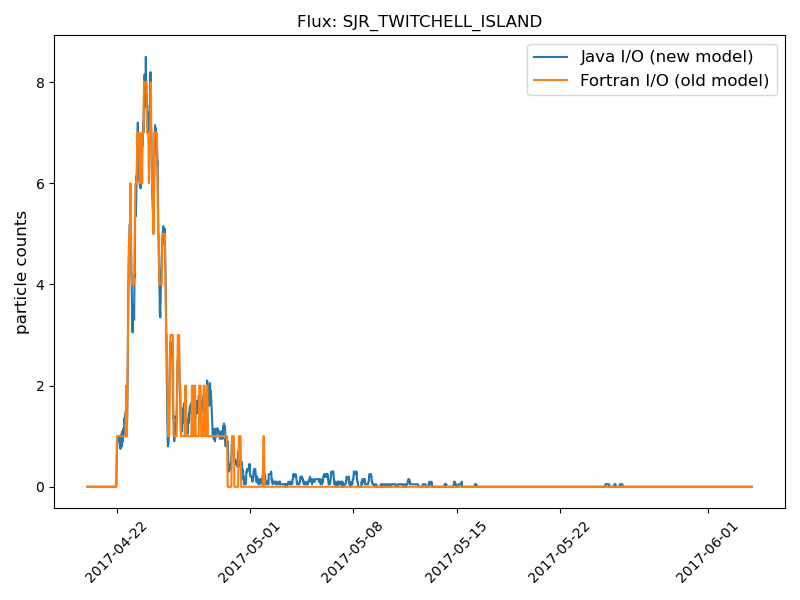 Flux: SJR_TWITCHELL_ISLAND
Java I/O (new model)
Fortran I/O (old model)
particle counts
8
6
4
2
0
2017-04-22
2017-05-01
2017-05-08
2017-05-15
2017-05-22
2017-06-01